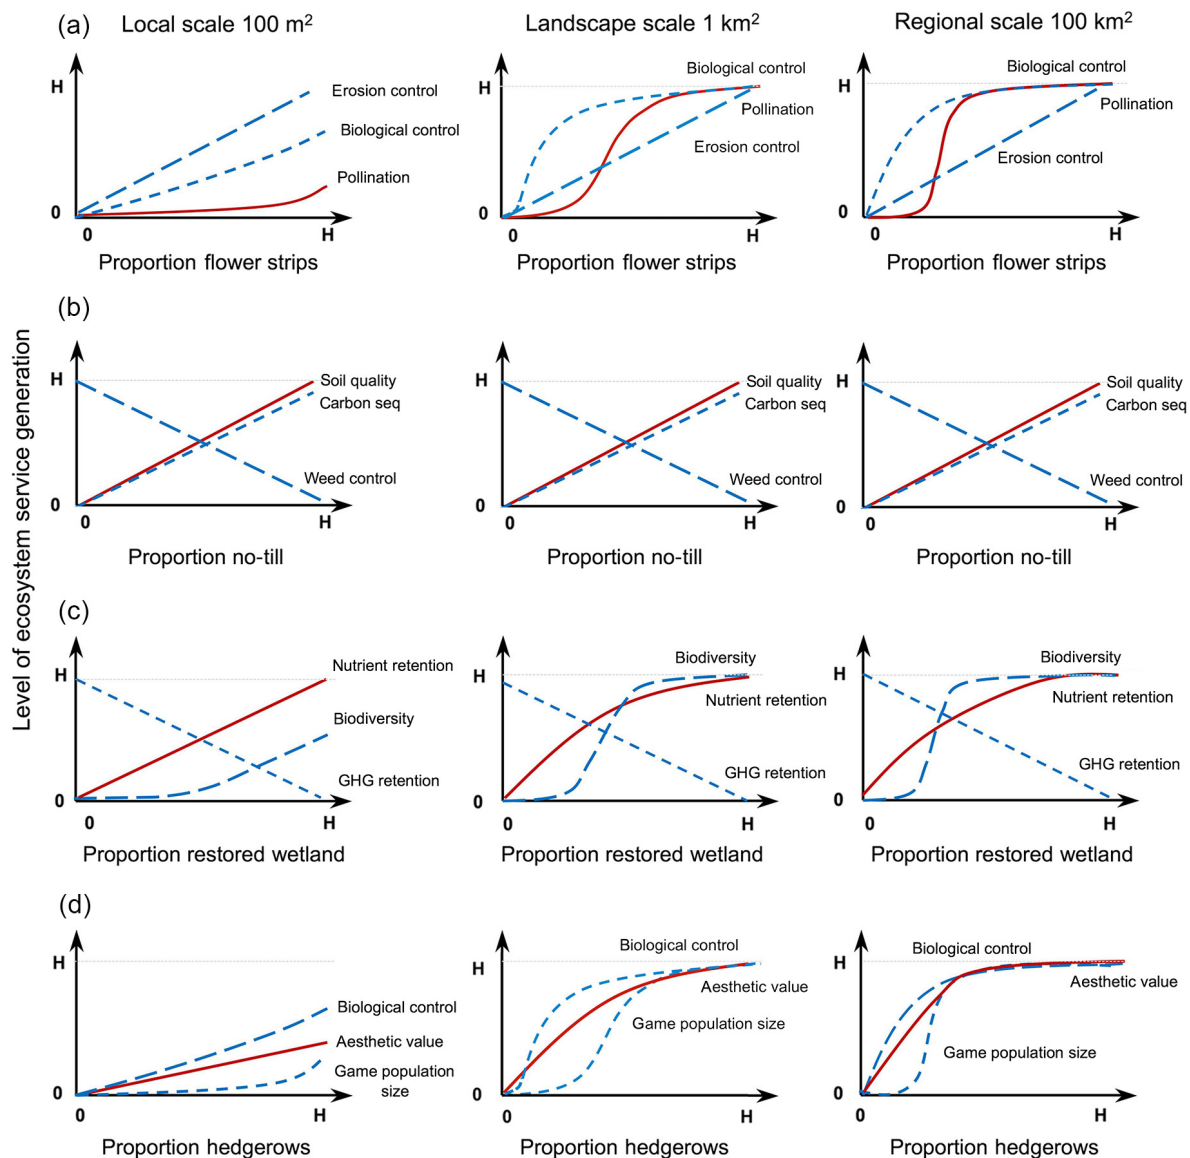 (a)
Local scale 100 m²
Landscape scale 1 km²
Regional scale 100 km²
Level of ecosystem service generation
H
Erosion control
Biological control
Pollination
0
0
H
Proportion flower strips
H
Biological control
Pollination
Erosion control
0
0
H
Proportion flower strips
H
Biological control
Pollination
Erosion control
0
0
H
Proportion flower strips
(b)
H
Soil quality
Carbon seq
Weed control
0
0
H
Proportion no-till
H
Soil quality
Carbon seq
Weed control
0
0
H
Proportion no-till
H
Soil quality
Carbon seq
Weed control
0
0
H
Proportion no-till
(c)
H
Nutrient retention
Biodiversity
GHG retention
0
0
H
Proportion restored wetland
Biodiversity
H
Nutrient retention
GHG retention
0
0
H
Proportion restored wetland
Biodiversity
H
Nutrient retention
GHG retention
0
0
H
Proportion restored wetland
(d)
H
Biological control
Aesthetic value
Game population
size
0
0
H
Proportion hedgerows
Biological control
H
Aesthetic value
Game population size
0
0
H
Proportion hedgerows
Biological control
H
Aesthetic value
Game population size
0
0
H
Proportion hedgerows